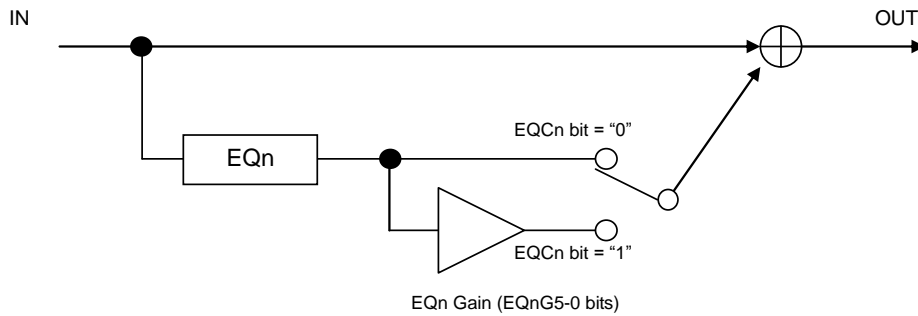 IN
OUT
EQCn bit = “0”
EQn
EQCn bit = “1”
EQn Gain (EQnG5-0 bits)